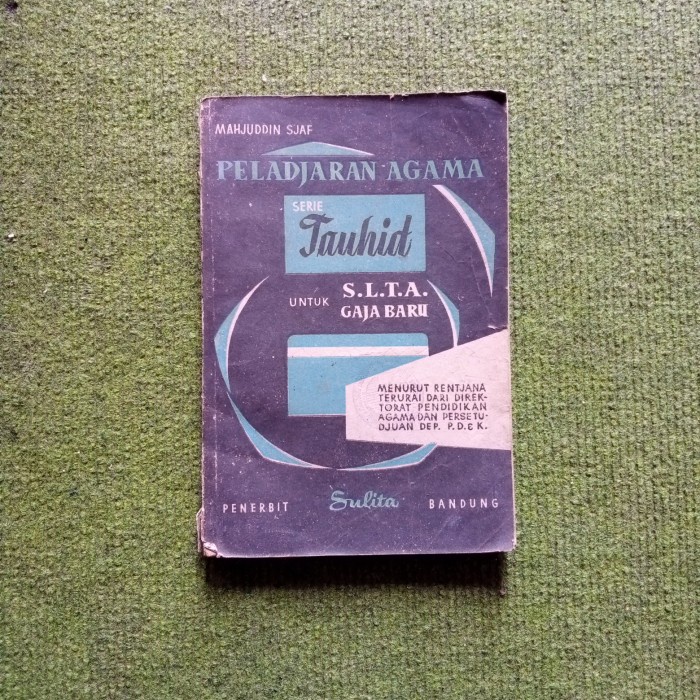 MAHJUDDIN SJAF
PELADJARAN AGAMA
SERIE
Tauhid
UNTUK S.L.T.A.
GAJA BARU
MENURUT RENTJANA
TERURAI DARI DIREK-
TORAT PENDIDIKAN
AGAMA DAN PERSETU-
DJUAN DEP. P.D. & K.
PENERBIT Sulita BANDUNG